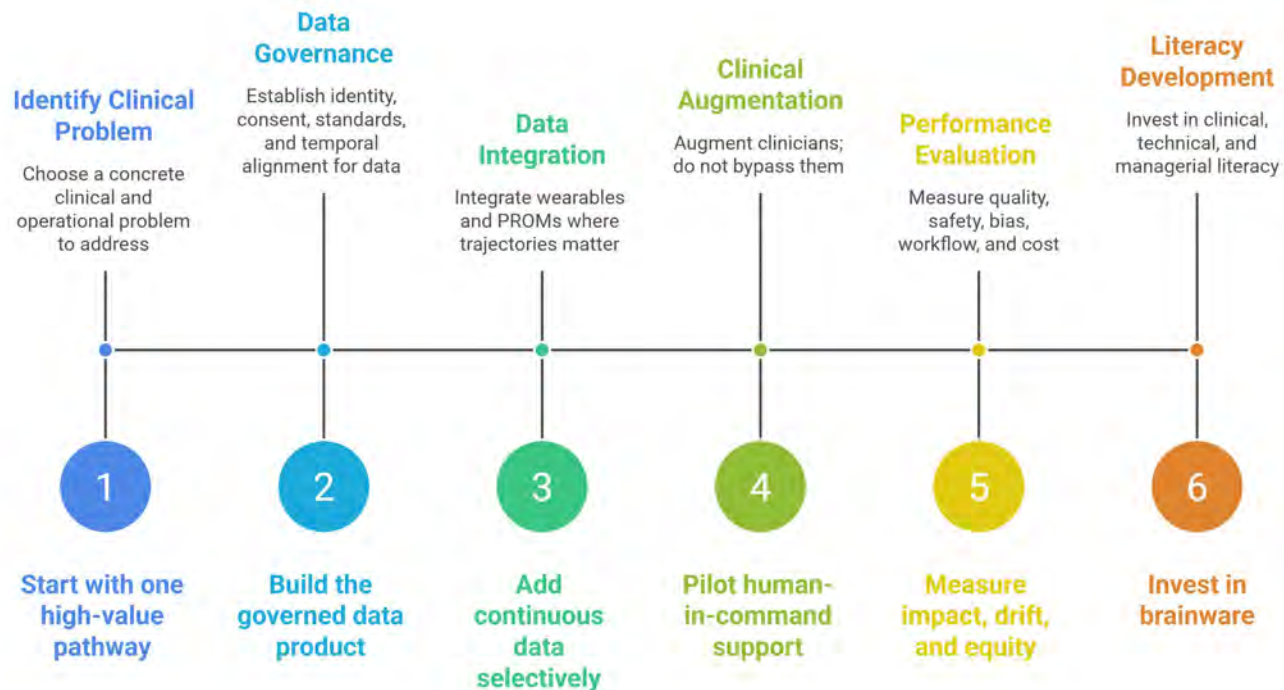 Identify Clinical
Problem
Choose a concrete
clinical and
operational problem
to address
Data
Governance
Establish identity,
consent, standards,
and temporal
alignment for data
Data
Integration
Integrate wearables
and PROMs where
trajectories matter
Clinical
Augmentation
Augment clinicians;
do not bypass them
Performance
Evaluation
Measure quality,
safety, bias,
workflow, and cost
Literacy
Development
Invest in clinical,
technical, and
managerial literacy
1
2
3
4
5
6
Start with one
high-value
pathway
Build the
governed data
product
Add
continuous
data
selectively
Pilot human-
in-command
support
Measure
impact, drift,
and equity
Invest in
brainware